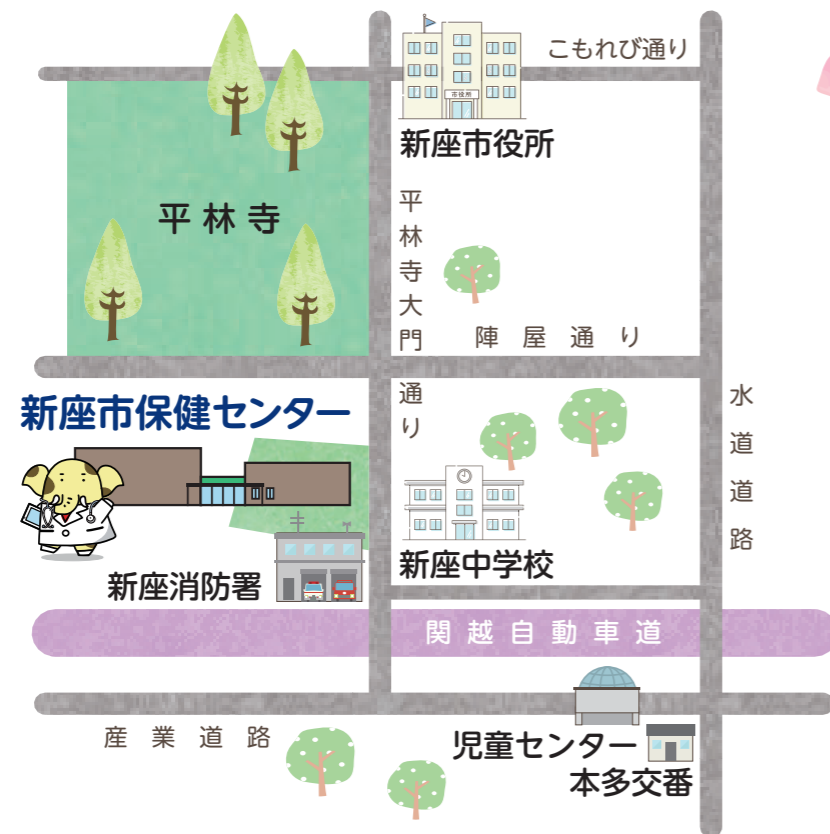 こもれび通り
市役所
新座市役所
平林寺
平林寺大門通り
陣屋通り
新座市保健センター
水道道路
新座中学校
新座消防署
関越自動車道
産業道路
児童センター
本多交番